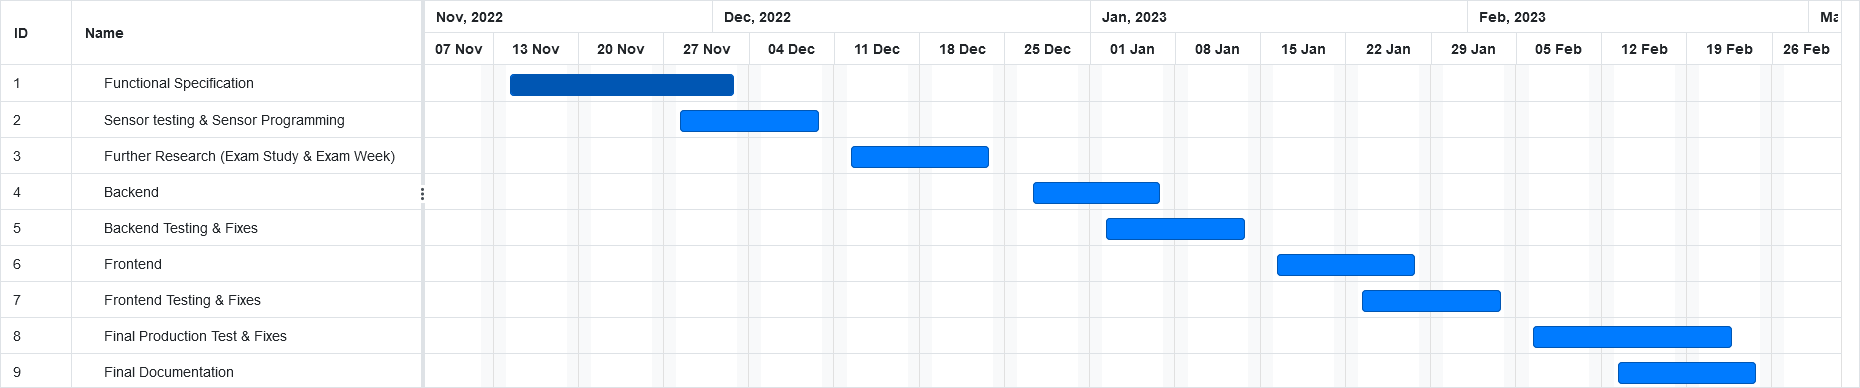 ID Name Nov, 2022 Dec, 2022 Jan, 2023 Feb, 2023
07 Nov 13 Nov 20 Nov 27 Nov 04 Dec 11 Dec 18 Dec 25 Dec 01 Jan 08 Jan 15 Jan 22 Jan 29 Jan 05 Feb 12 Feb 19 Feb 26 Feb
1 Functional Specification
2 Sensor testing & Sensor Programming
3 Further Research (Exam Study & Exam Week)
4 Backend
5 Backend Testing & Fixes
6 Frontend
7 Frontend Testing & Fixes
8 Final Production Test & Fixes
9 Final Documentation